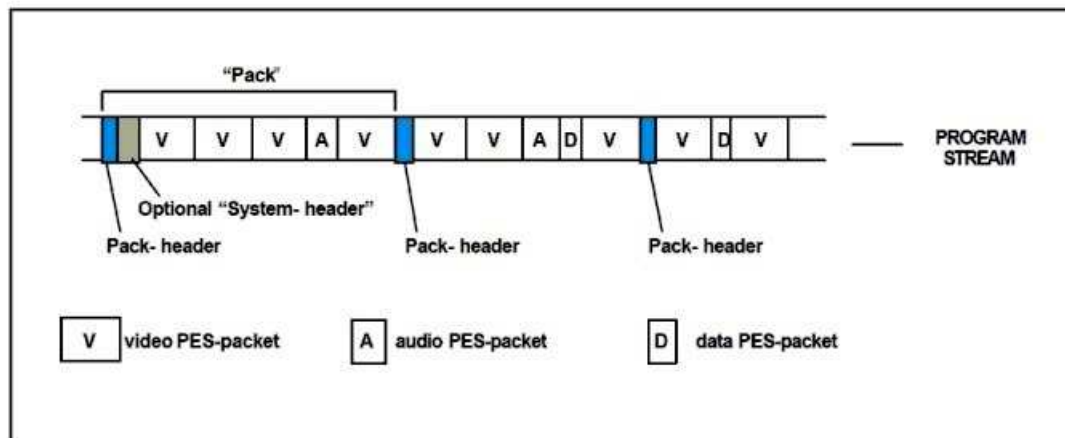 “Pack”
V V V A V V V A D V V D V
PROGRAM
STREAM
Optional “System- header”
Pack- header Pack- header Pack- header
V video PES-packet A audio PES-packet D data PES-packet